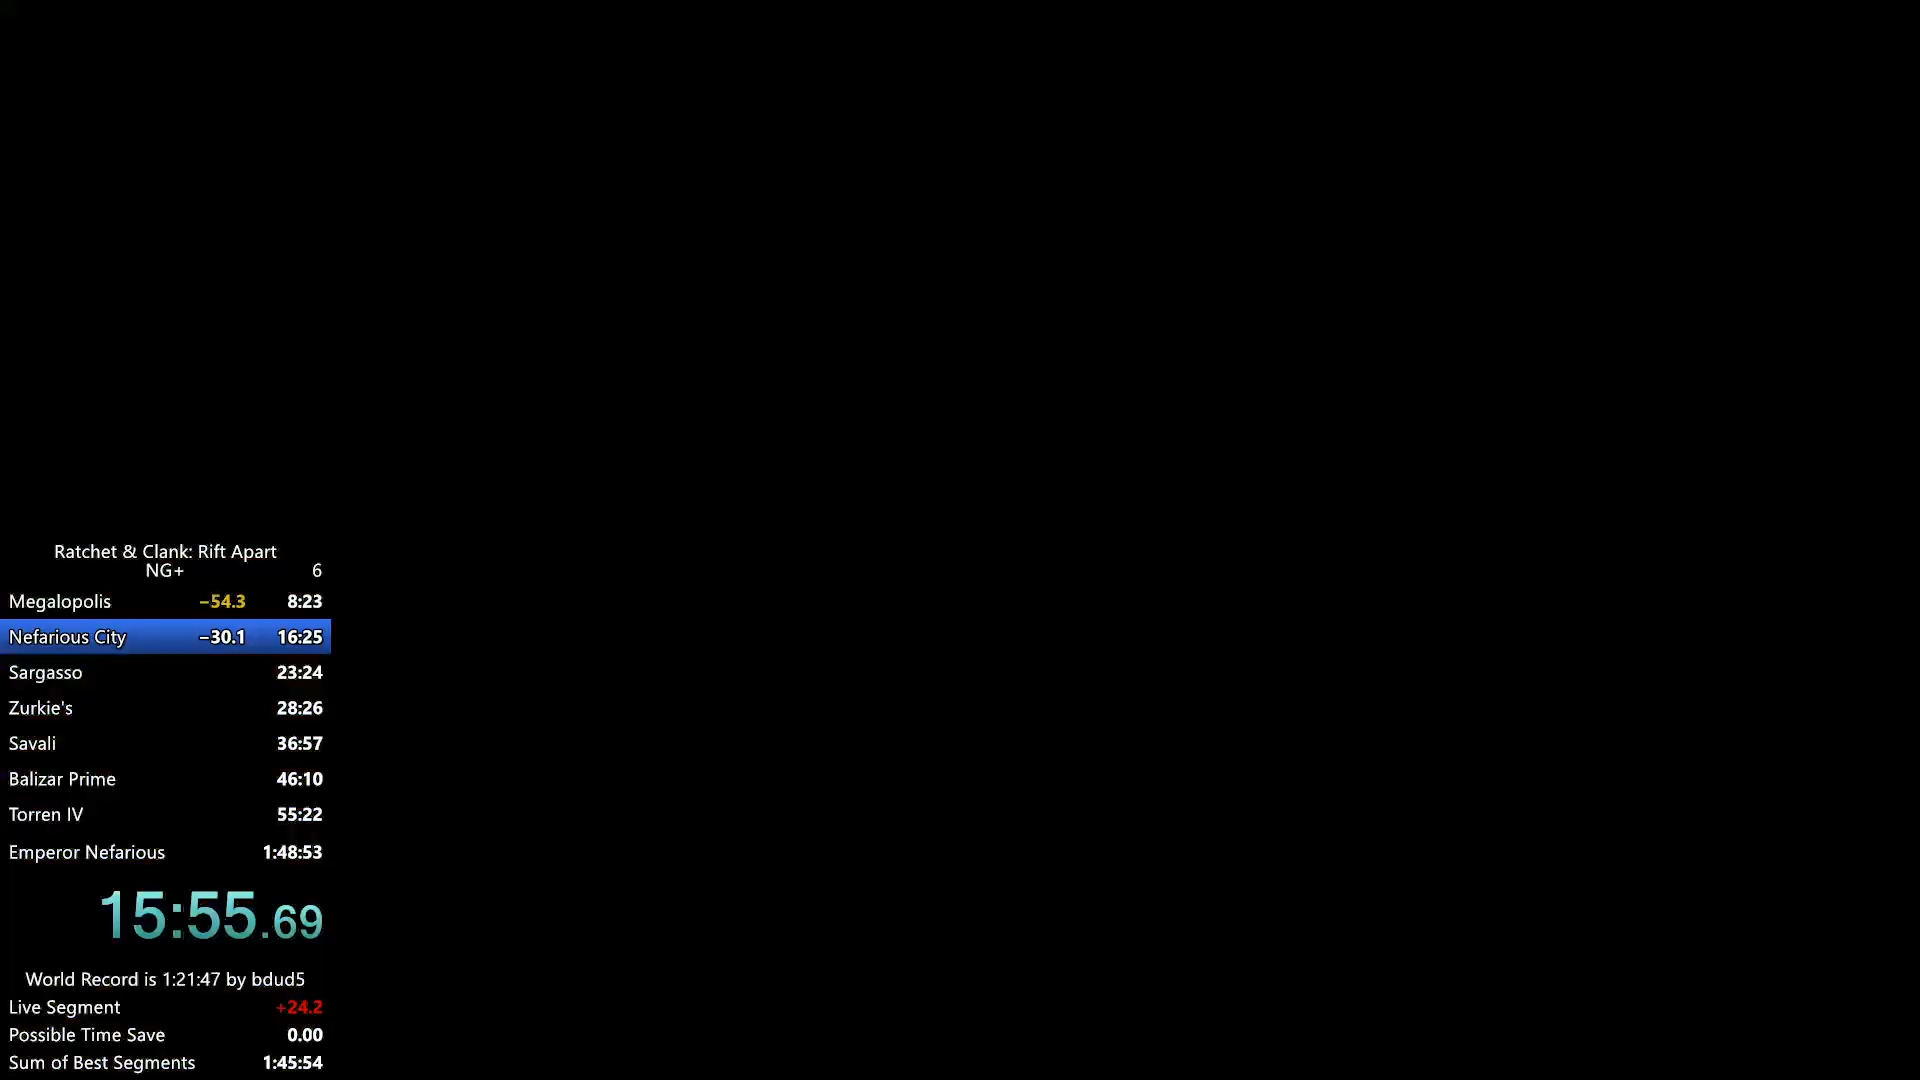 Ratchet & Clank: Rift Apart
NG+ 6
Megalopolis −54.3 8:23
Nefarious City −30.1 16:25
Sargasso 23:24
Zurkie's 28:26
Savali 36:57
Balizar Prime 46:10
Torren IV 55:22
Emperor Nefarious 1:48:53
15:55.69
World Record is 1:21:47 by bdud5
Live Segment +24.2
Possible Time Save 0.00
Sum of Best Segments 1:45:54